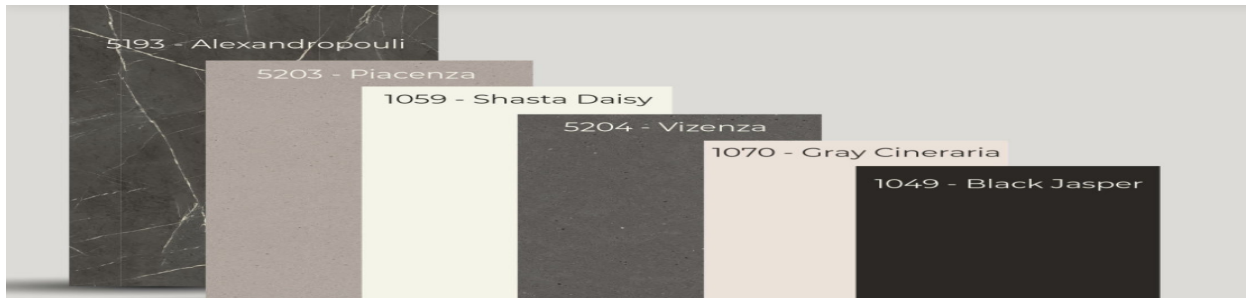 5193 - Alexandropouli
5203 - Piacenza
1059 - Shasta Daisy
5204 - Vizenza
1070 - Gray Cineraria
1049 - Black Jasper